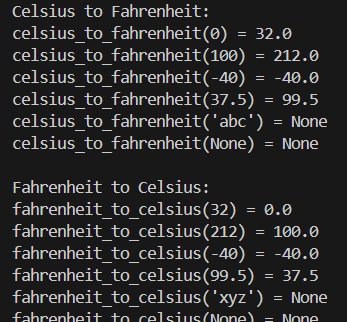 Celsius to Fahrenheit:
celsius_to_fahrenheit(0) = 32.0
celsius_to_fahrenheit(100) = 212.0
celsius_to_fahrenheit(-40) = -40.0
celsius_to_fahrenheit(37.5) = 99.5
celsius_to_fahrenheit('abc') = None
celsius_to_fahrenheit(None) = None
Fahrenheit to Celsius:
fahrenheit_to_celsius(32) = 0.0
fahrenheit_to_celsius(212) = 100.0
fahrenheit_to_celsius(-40) = -40.0
fahrenheit_to_celsius(99.5) = 37.5
fahrenheit_to_celsius('xyz') = None
fahrenheit_to_celsius(None) = None